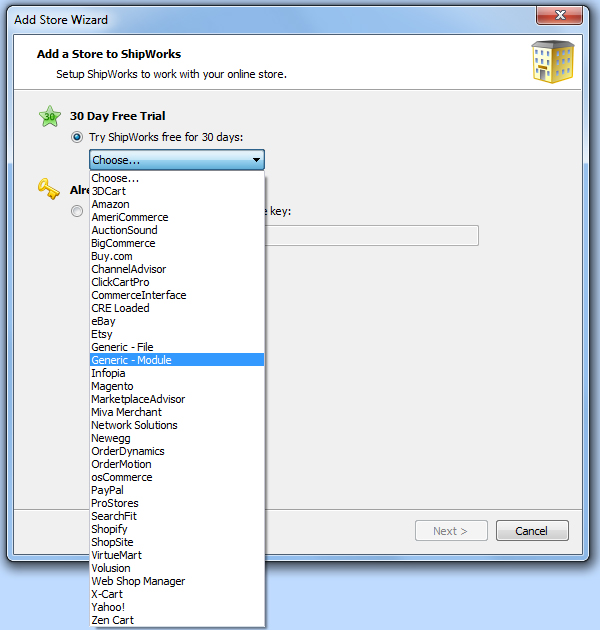 Add Store Wizard
Add a Store to ShipWorks
Setup ShipWorks to work with your online store.
30
30 Day Free Trial
Try ShipWorks free for 30 days:
Choose...
Choose...
3DCart
Amazon
AmeriCommerce
AuctionSound
BigCommerce
Buy.com
ChannelAdvisor
ClickCartPro
CommerceInterface
CRE Loaded
eBay
Etsy
Generic - File
Generic - Module
Infopia
Magento
MarketplaceAdvisor
Miva Merchant
Network Solutions
Newegg
OrderDynamics
OrderMotion
osCommerce
PayPal
ProStores
SearchFit
Shopify
ShopSite
VirtueMart
Volusion
Web Shop Manager
X-Cart
Yahoo!
Zen Cart
key:
Next >
Cancel